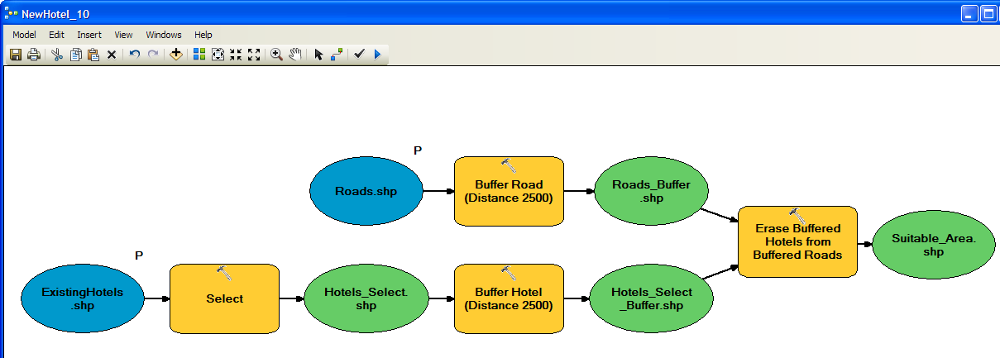 NewHotel_10
Model Edit Insert View Windows Help
P
Roads.shp
Buffer Road
(Distance 2500)
Roads_Buffer
.shp
Erase Buffered
Hotels from
Buffered Roads
Suitable_Area.
shp
P
ExistingHotels
.shp
Select
Hotels_Select.
shp
Buffer Hotel
(Distance 2500)
Hotels_Select
_Buffer.shp